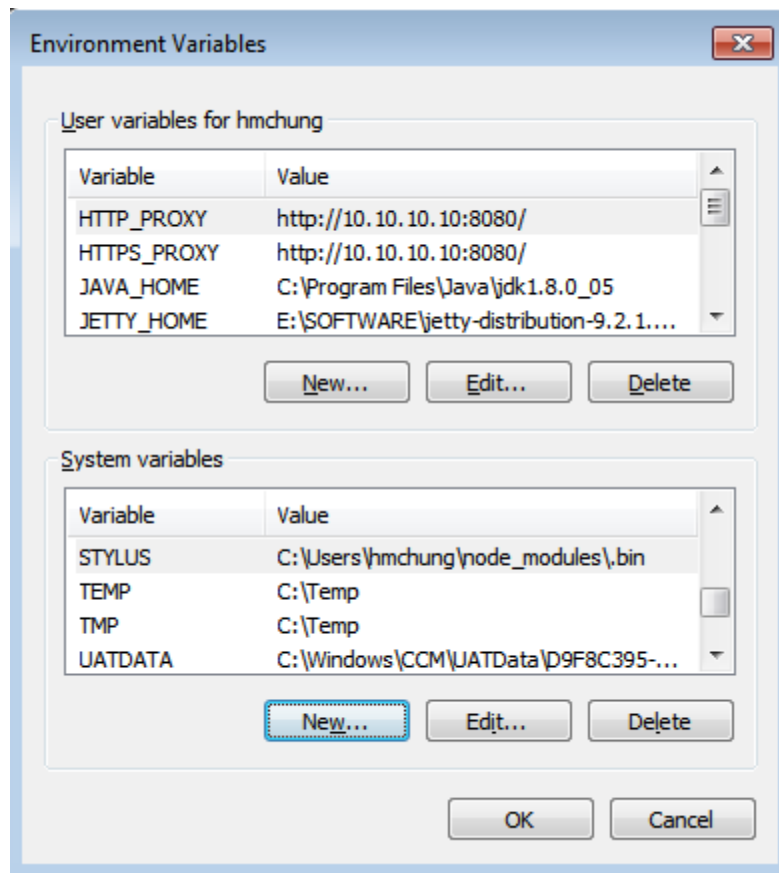 Environment Variables
User variables for hmchung
Variable Value
HTTP_PROXY http://10.10.10.10:8080/
HTTPS_PROXY http://10.10.10.10:8080/
JAVA_HOME C:\Program Files\Java\jdk1.8.0_05
JETTY_HOME E:\SOFTWARE\jetty-distribution-9.2.1....
New... Edit... Delete
System variables
Variable Value
STYLUS C:\Users\hmchung\node_modules\.bin
TEMP C:\Temp
TMP C:\Temp
UATDATA C:\Windows\CCM\UATData\D9F8C395-...
New... Edit... Delete
OK Cancel